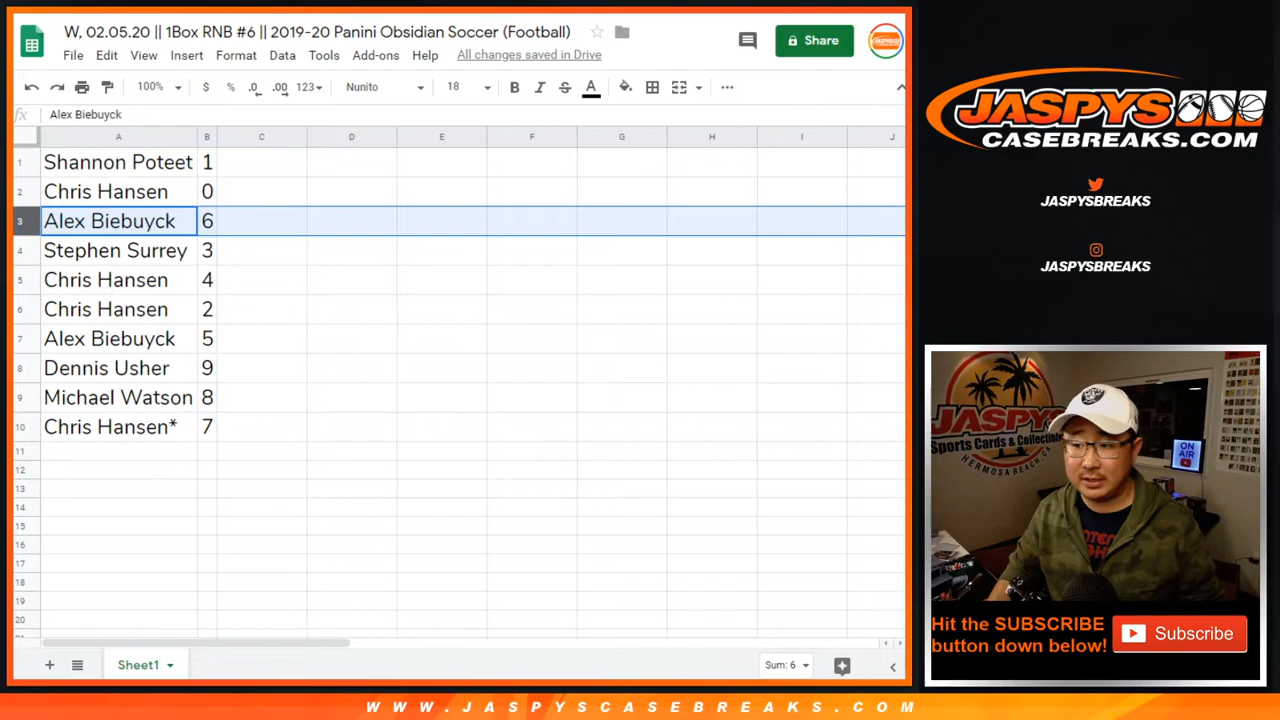 W, 02.05.20 || 1Box RNB #6 || 2019-20 Panini Obsidian Soccer (Football)
File Edit View Insert Format Data Tools Add-ons Help All changes saved in Drive
Share
100% $ % .0 .00 123 Nunito 18 B I S A
fx Alex Biebuyck
A B C D E F G H I J
1 Shannon Poteet 1
2 Chris Hansen 0
3 Alex Biebuyck 6
4 Stephen Surrey 3
5 Chris Hansen 4
6 Chris Hansen 2
7 Alex Biebuyck 5
8 Dennis Usher 9
9 Michael Watson 8
10 Chris Hansen* 7
11
12
13
14
15
16
17
18
19
20
Sheet1
Sum: 6
JASPYS
CASEBREAKS.COM
JASPYSBREAKS
JASPYSBREAKS
JASPYS
Sports Cards & Collectible
HERMOSA BEACH, CA
ON
AIR
Hit the SUBSCRIBE
button down below!
Subscribe
WWW.JASPYSCASEBREAKS.COM